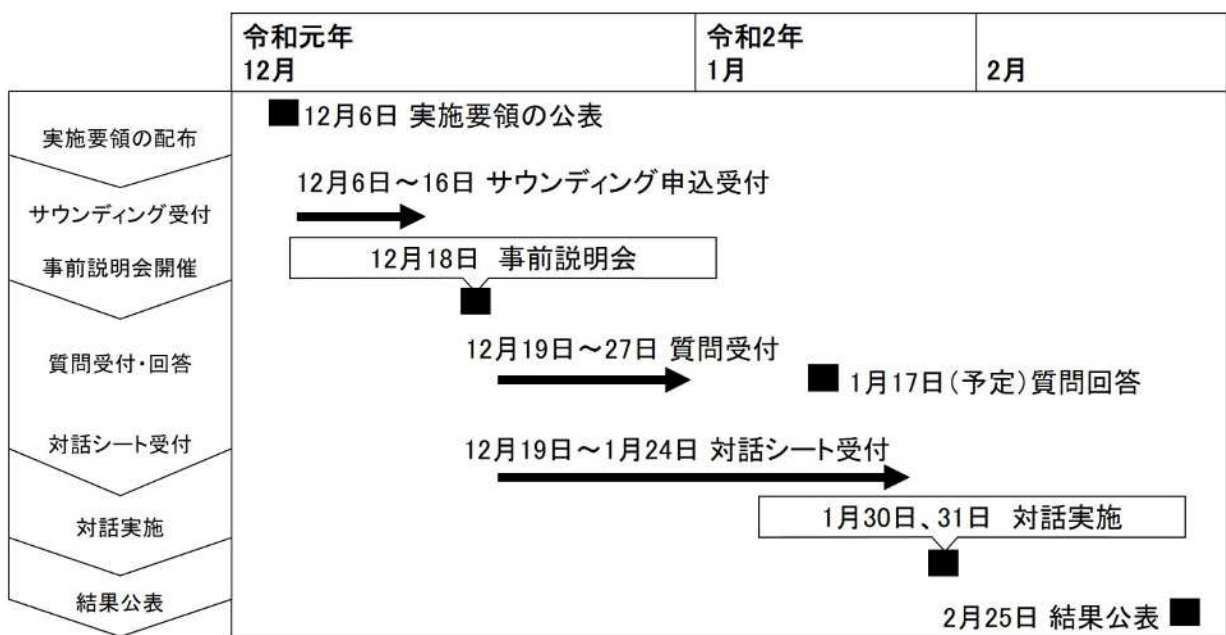 令和元年
12月
令和2年
1月
2月
実施要領の配布
■12月6日 実施要領の公表
12月6日～16日 サウンディング申込受付
サウンディング受付
事前説明会開催
12月18日 事前説明会
12月19日～27日 質問受付
質問受付・回答
1月17日（予定）質問回答
対話シート受付
12月19日～1月24日 対話シート受付
1月30日、31日 対話実施
対話実施
結果公表
2月25日 結果公表